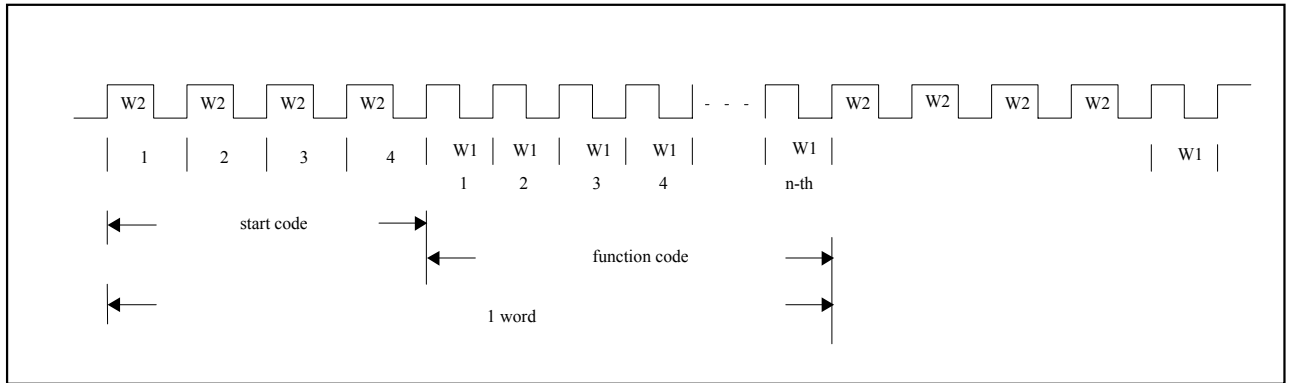 W2 W2 W2 W2 - - - W2 W2 W2 W2
1 2 3 4 W1 W1 W1 W1 W1 W1
1 2 3 4 n-th
start code
function code
1 word